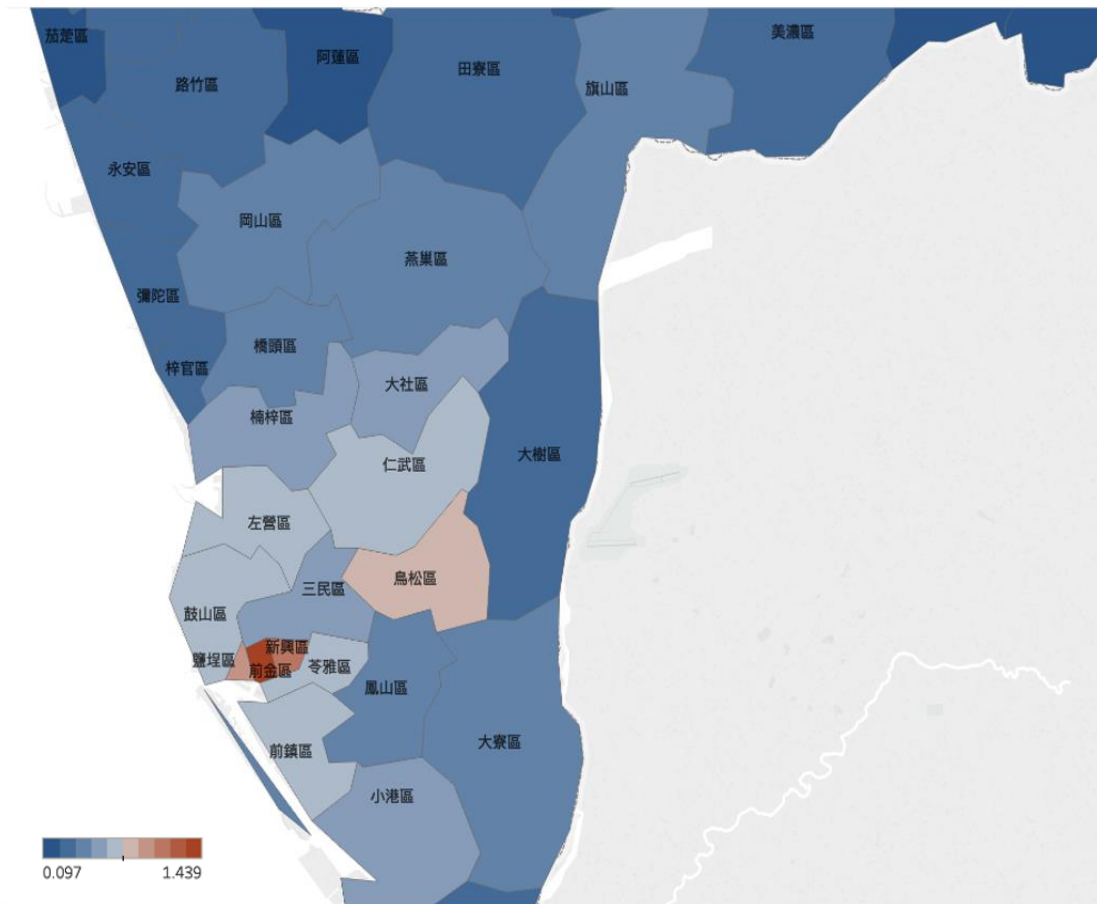 茄萣區
路竹區
阿蓮區
田寮區
美濃區
旗山區
永安區
岡山區
燕巢區
彌陀區
橋頭區
梓官區
大社區
楠梓區
仁武區
大樹區
左營區
鳥松區
三民區
鼓山區
新興區
鹽埕區
前金區
苓雅區
鳳山區
前鎮區
大寮區
小港區
0.097
1.439